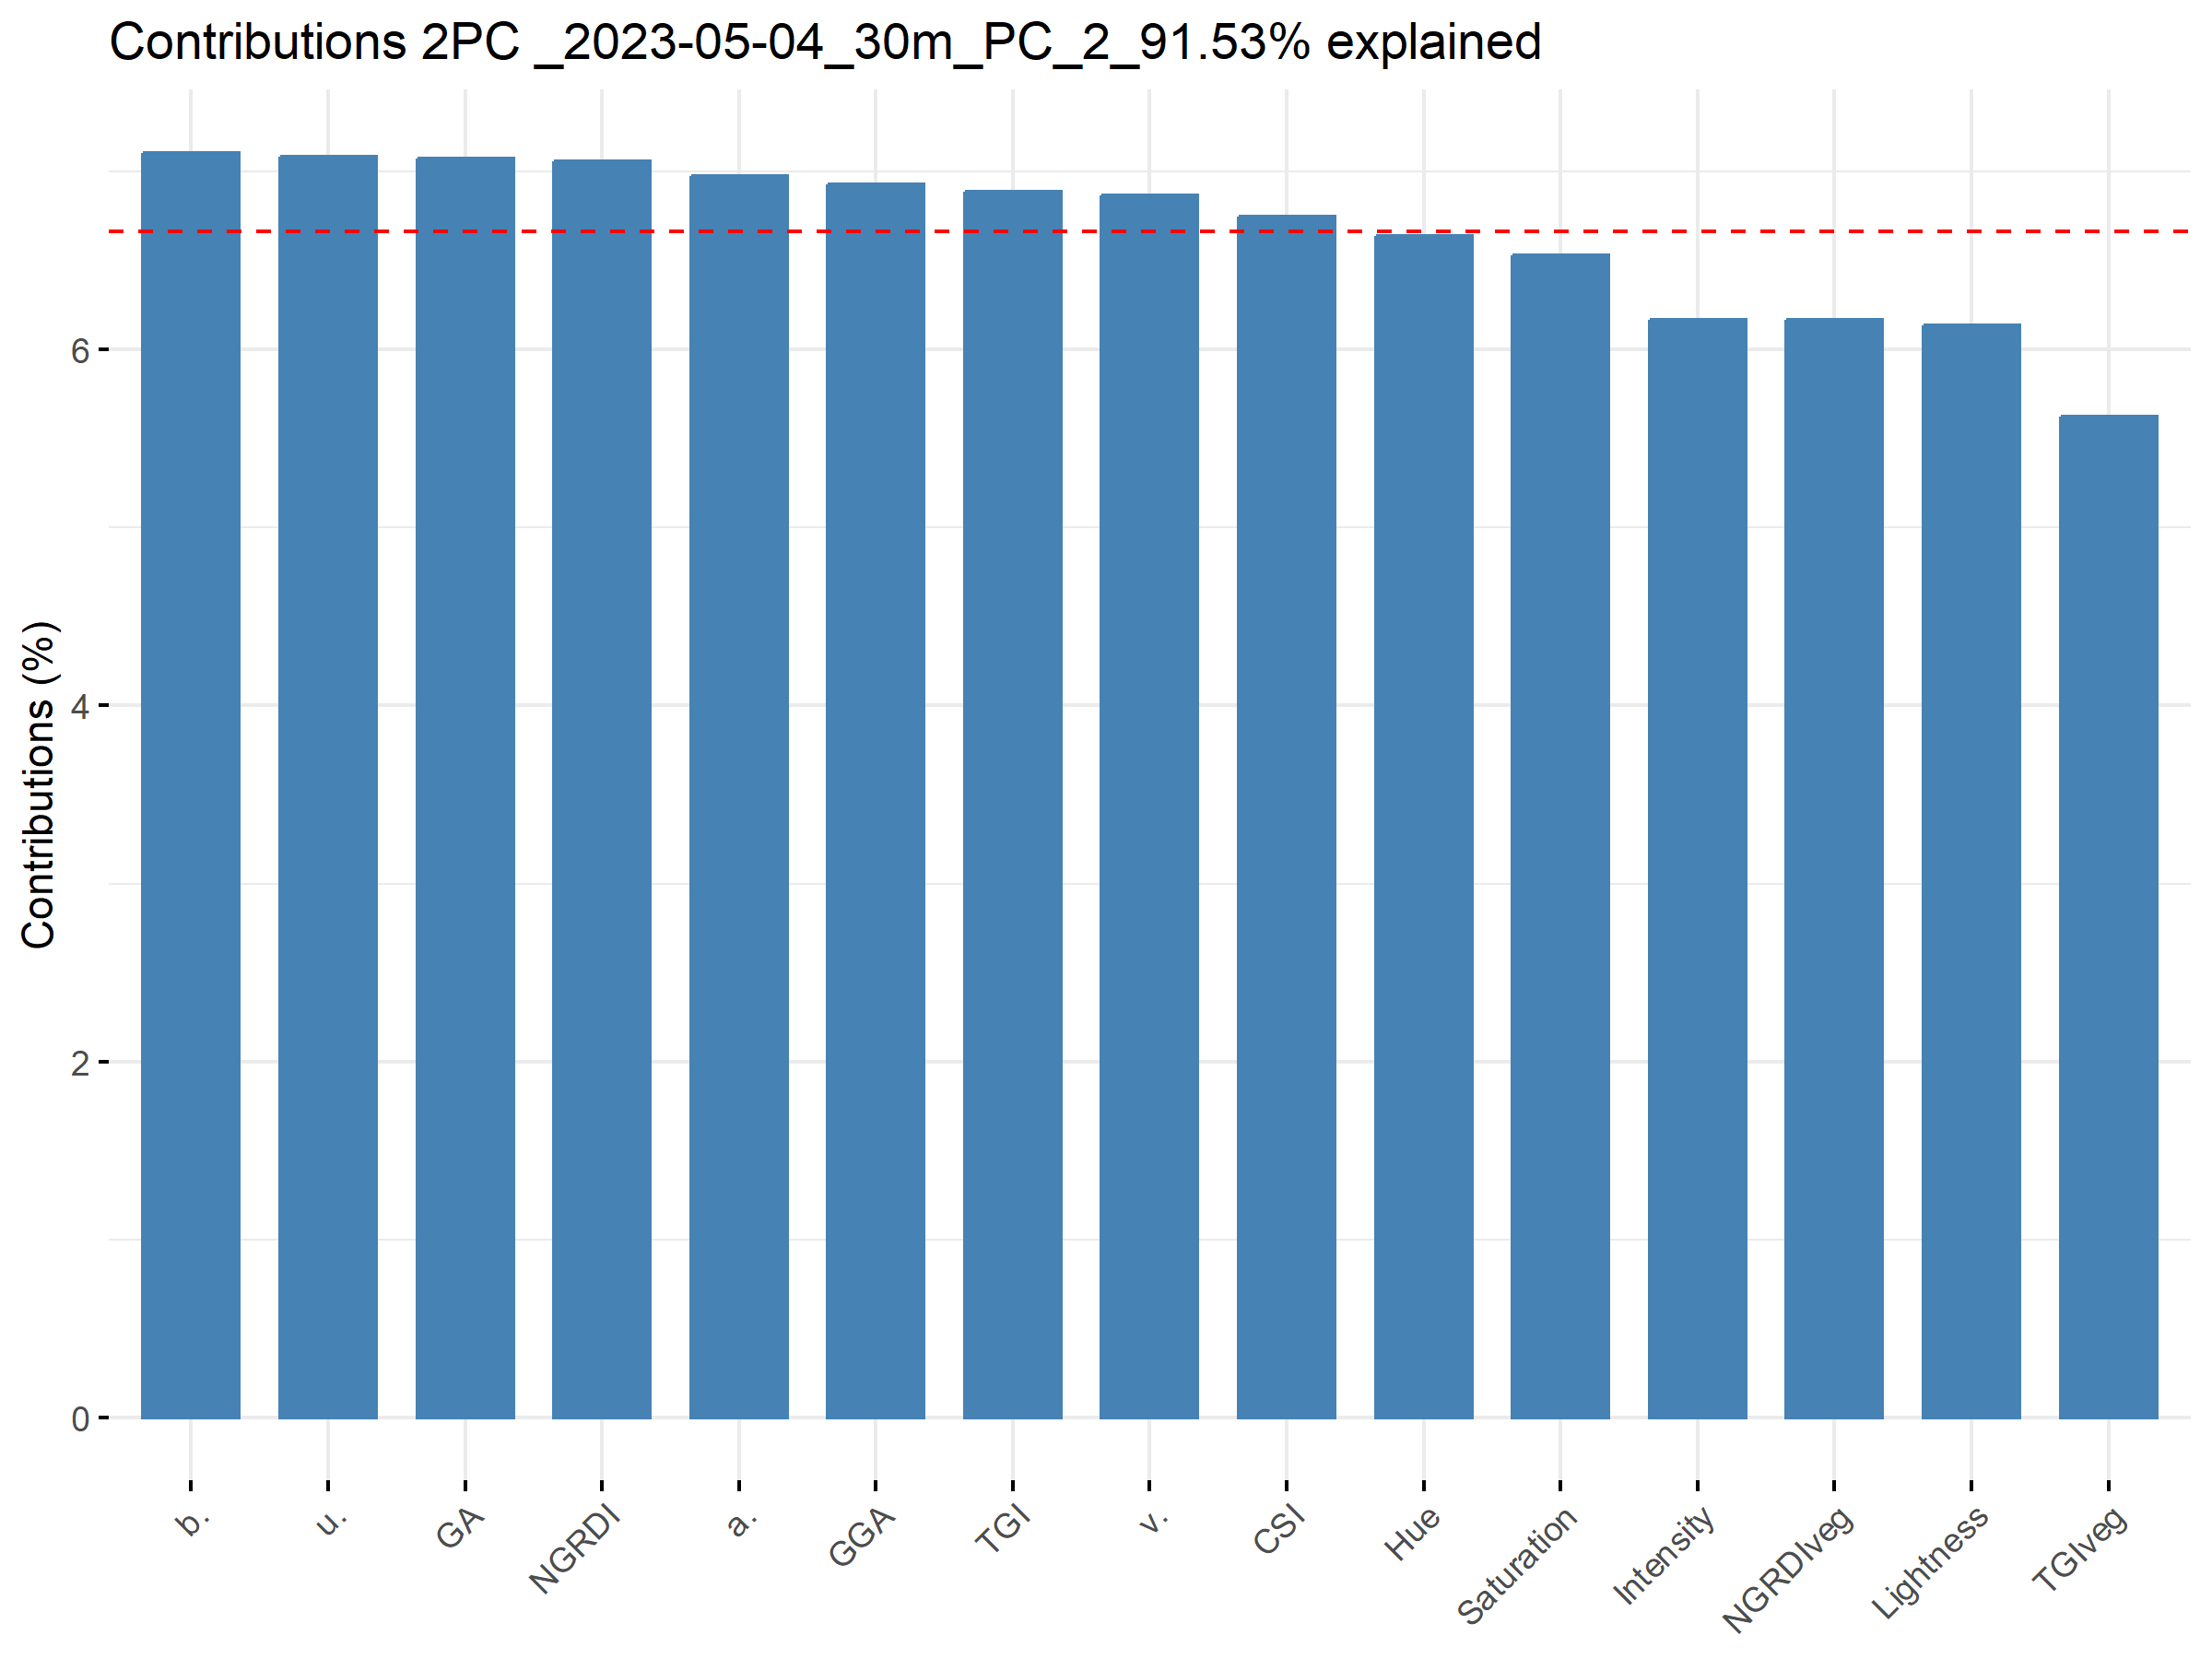 Contributions 2PC _2023-05-04_30m_PC_2_91.53% explained
Contributions (%)
6
4
2
0
b.
u.
GA
NGRDI
a.
GGA
TGI
v.
CSI
Hue
Saturation
Intensity
NGRDIveg
Lightness
TGIveg